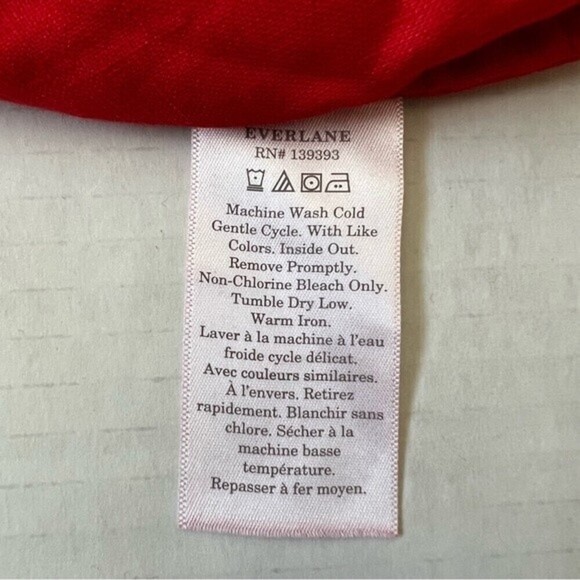 EVERLANE
RN# 139393
Machine Wash Cold
Gentle Cycle. With Like
Colors. Inside Out.
Remove Promptly.
Non-Chlorine Bleach Only.
Tumble Dry Low.
Warm Iron.
Laver à la machine à l'eau
froide cycle délicat.
Avec couleurs similaires.
À l'envers. Retirez
rapidement. Blanchir sans
chlore. Sécher à la
machine basse
température.
Repasser à fer moyen.